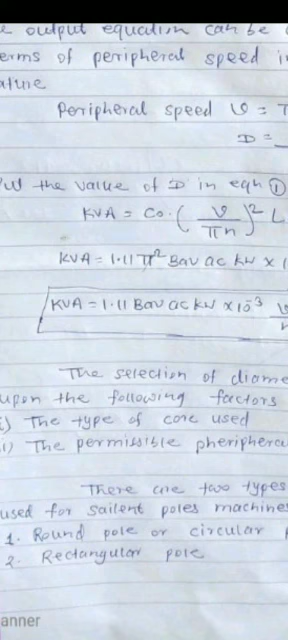 output equation can be
terms of peripheral speed
ature
Peripheral speed V =
D =
the value of D in eqn ①
KVA = Co. (V/πn)² L
KVA = 1.11 π² Bav ac kw x 1
KVA = 1.11 Bav ac kw x 10⁻³
The selection of diame
upon the following factors
i) The type of core used
i) The permissible pheriphera
There are two types
used for sailent poles machines
1. Round pole or circular
2. Rectangular pole
anner